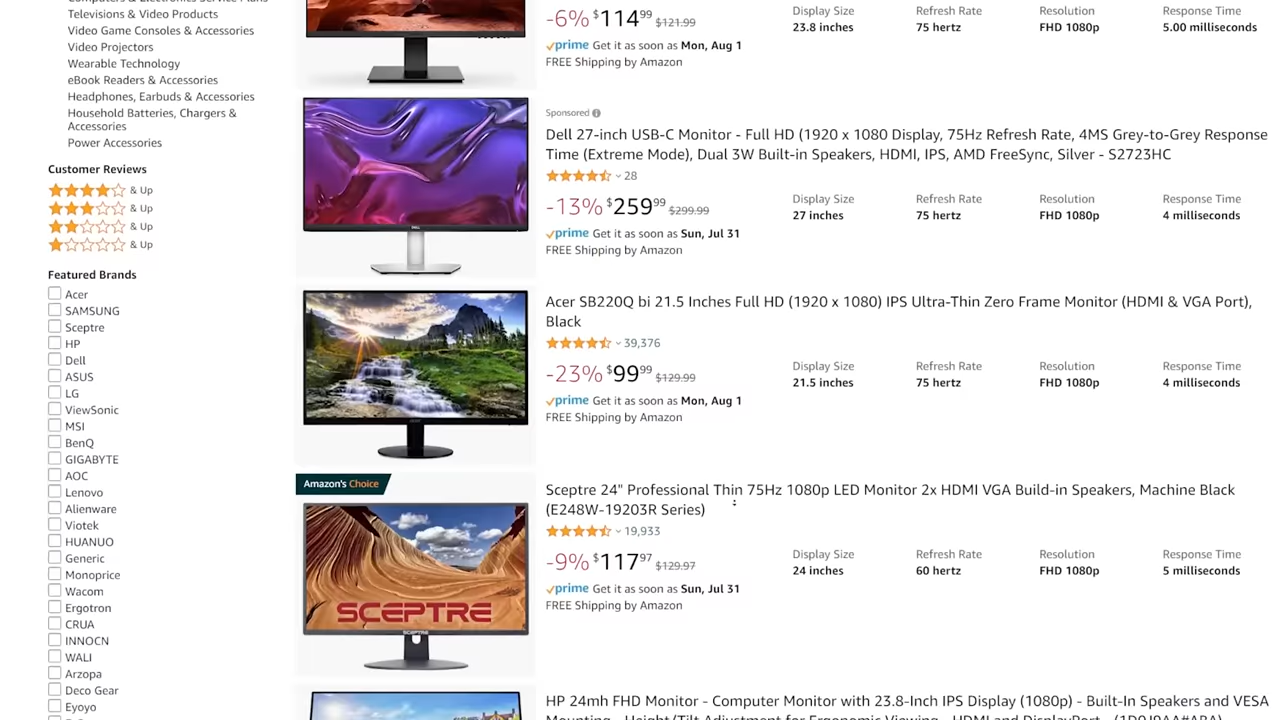 Televisions & Video Products
Video Game Consoles & Accessories
Video Projectors
Wearable Technology
eBook Readers & Accessories
Headphones, Earbuds & Accessories
Household Batteries, Chargers &
Accessories
Power Accessories
Customer Reviews
& Up
& Up
& Up
& Up
Featured Brands
Acer
SAMSUNG
Sceptre
HP
Dell
ASUS
LG
ViewSonic
MSI
BenQ
GIGABYTE
AOC
Lenovo
Alienware
Viotek
HUANUO
Generic
Monoprice
Wacom
Ergotron
CRUA
INNOCN
WALI
Arzopa
Deco Gear
Eyoyo
-6% $114.99 $121.99
prime Get it as soon as Mon, Aug 1
FREE Shipping by Amazon
Display Size Refresh Rate Resolution Response Time
23.8 inches 75 hertz FHD 1080p 5.00 milliseconds
Sponsored
Dell 27-inch USB-C Monitor - Full HD (1920 x 1080 Display, 75Hz Refresh Rate, 4MS Grey-to-Grey Response
Time (Extreme Mode), Dual 3W Built-in Speakers, HDMI, IPS, AMD FreeSync, Silver - S2723HC
28
-13% $259.99 $299.99
prime Get it as soon as Sun, Jul 31
FREE Shipping by Amazon
Display Size Refresh Rate Resolution Response Time
27 inches 75 hertz FHD 1080p 4 milliseconds
Acer SB220Q bi 21.5 Inches Full HD (1920 x 1080) IPS Ultra-Thin Zero Frame Monitor (HDMI & VGA Port),
Black
39,376
-23% $99.99 $129.99
prime Get it as soon as Mon, Aug 1
FREE Shipping by Amazon
Display Size Refresh Rate Resolution Response Time
21.5 inches 75 hertz FHD 1080p 4 milliseconds
Amazon's Choice
SCEPTRE
SCEPTRE
Sceptre 24" Professional Thin 75Hz 1080p LED Monitor 2x HDMI VGA Build-in Speakers, Machine Black
(E248W-19203R Series)
19,933
-9% $117.97 $129.97
prime Get it as soon as Sun, Jul 31
FREE Shipping by Amazon
Display Size Refresh Rate Resolution Response Time
24 inches 60 hertz FHD 1080p 5 milliseconds
HP 24mh FHD Monitor - Computer Monitor with 23.8-Inch IPS Display (1080p) - Built-In Speakers and VESA